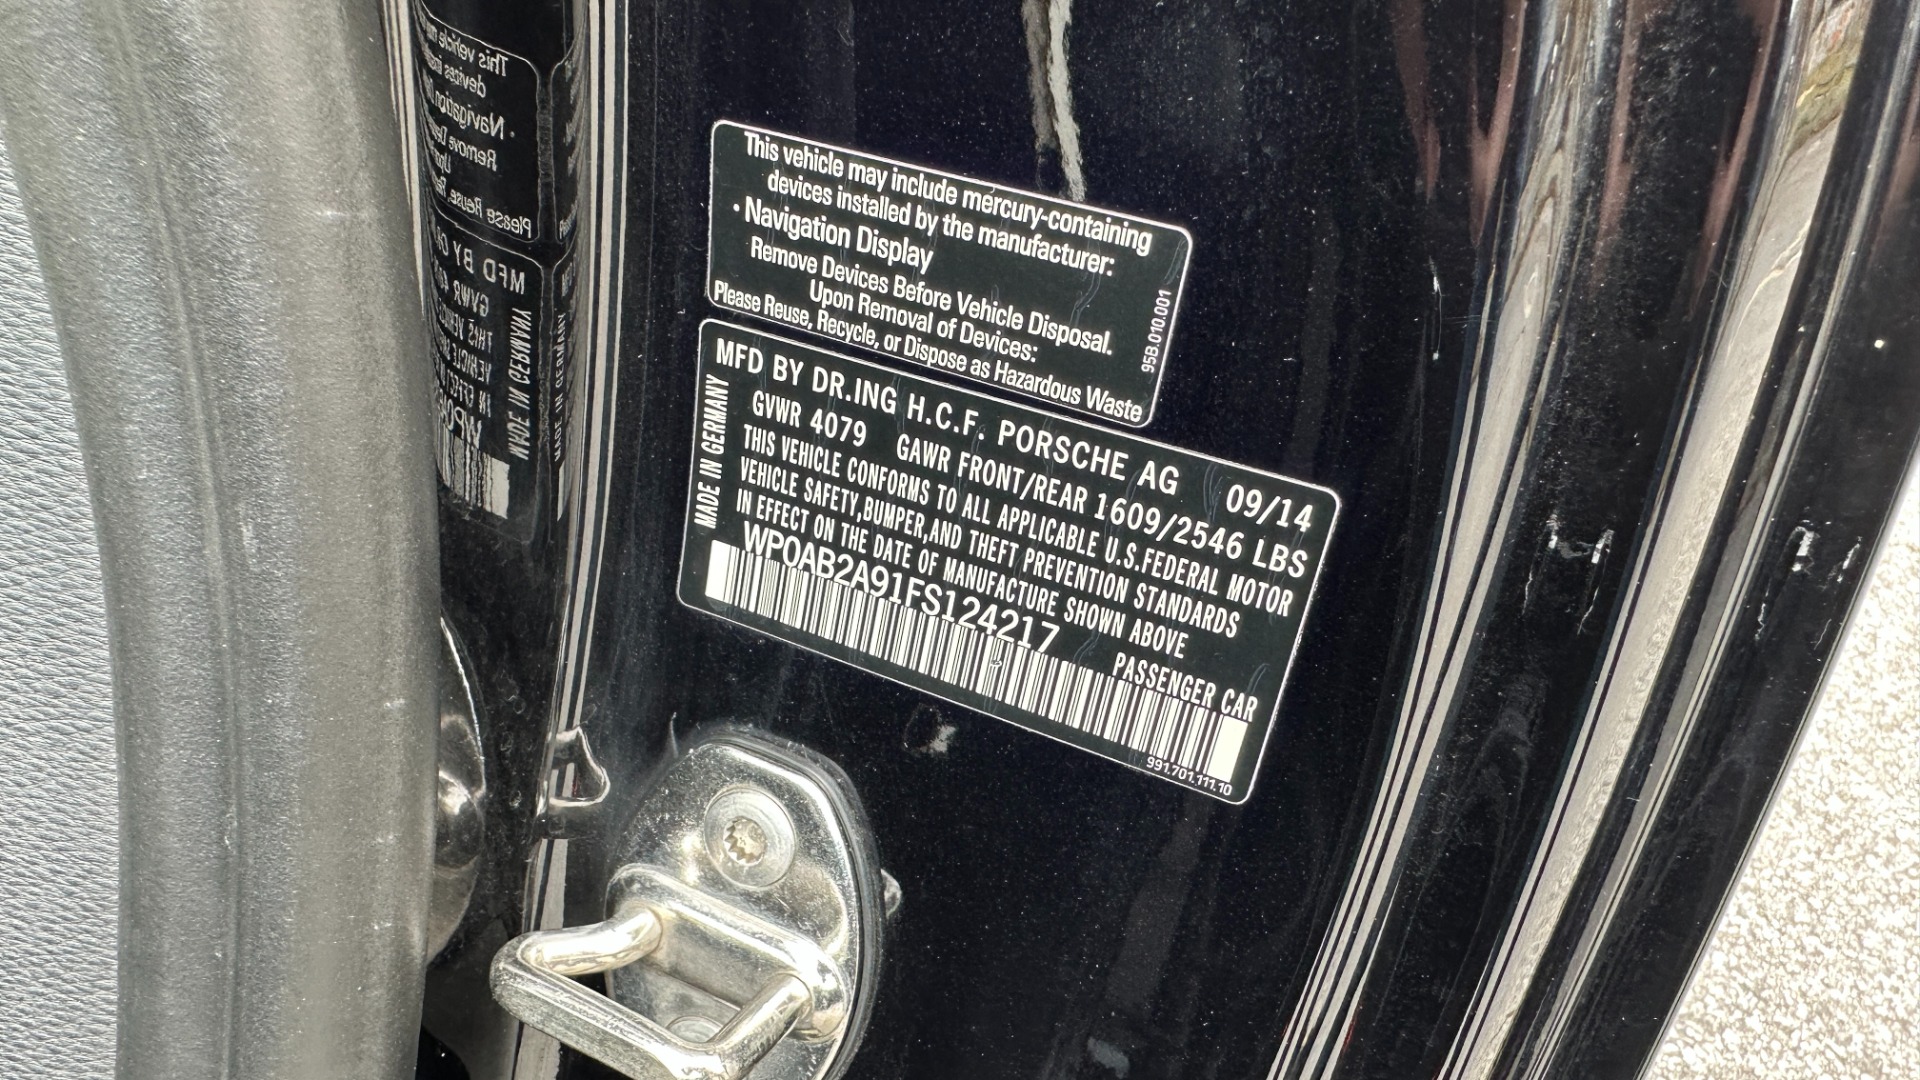 This vehicle may include mercury-containing
devices installed by the manufacturer:
• Navigation Display
Remove Devices Before Vehicle Disposal.
Upon Removal of Devices:
Please Reuse, Recycle, or Dispose as Hazardous Waste
95B.010.001
MFD BY DR.ING H.C.F. PORSCHE AG 09/14
GVWR 4079 GAWR FRONT/REAR 1609/2546 LBS
THIS VEHICLE CONFORMS TO ALL APPLICABLE U.S.FEDERAL MOTOR
VEHICLE SAFETY,BUMPER,AND THEFT PREVENTION STANDARDS
IN EFFECT ON THE DATE OF MANUFACTURE SHOWN ABOVE
WP0AB2A91FS124217 PASSENGER CAR
MADE IN GERMANY
991.701.111.10